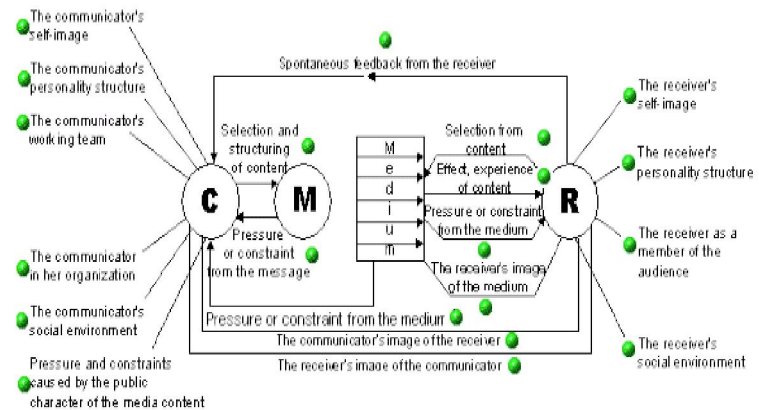 The communicator's
self-image
The communicator's
personality structure
The communicator's
working team
The communicator
in her organization
The communicator's
social environment
Pressure and constraints
caused by the public
character of the media content
Spontaneous feedback from the receiver
Selection and
structuring
of content
C
M
Pressure
or constraint
from the message
M
e
d
i
u
m
Selection from
content
Effect, experience
of content
Pressure or constraint
from the medium
The receiver's image
of the medium
R
Pressure or constraint from the medium
The communicator's image of the receiver
The receiver's image of the communicator
The receiver's
self-image
The receiver's
personality structure
The receiver as a
member of the
audience
The receiver's
social environment